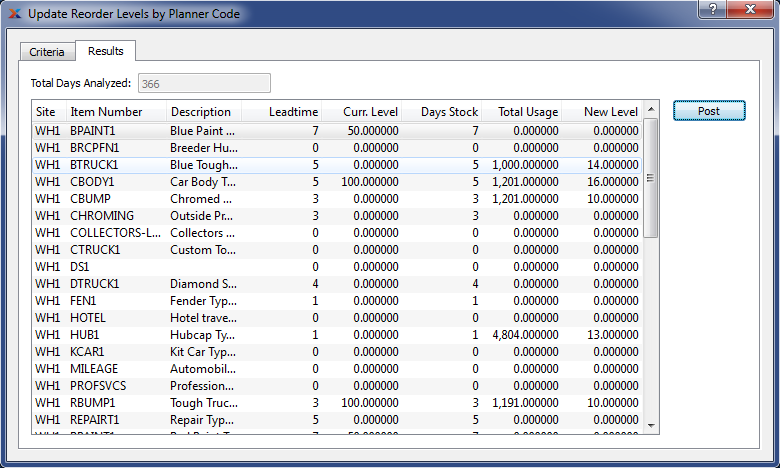 Update Reorder Levels by Planner Code
Criteria Results
Total Days Analyzed: 366
Site Item Number Description Leadtime Curr. Level Days Stock Total Usage New Level
Post
WH1 BPAINT1 Blue Paint ... 7 50.000000 7 0.000000 0.000000
WH1 BRCPFN1 Breeder Hu... 0 0.000000 0 0.000000 0.000000
WH1 BTRUCK1 Blue Tough... 5 0.000000 5 1,000.000000 14.000000
WH1 CBODY1 Car Body T... 5 100.000000 5 1,201.000000 16.000000
WH1 CBUMP Chromed ... 3 0.000000 3 1,201.000000 10.000000
WH1 CHROMING Outside Pr... 3 0.000000 3 0.000000 0.000000
WH1 COLLECTORS-L... Collectors ... 0 0.000000 0 0.000000 0.000000
WH1 CTRUCK1 Custom To... 0 0.000000 0 0.000000 0.000000
WH1 DS1 0 0.000000 0 0.000000 0.000000
WH1 DTRUCK1 Diamond S... 4 0.000000 4 0.000000 0.000000
WH1 FEN1 Fender Typ... 1 0.000000 1 0.000000 0.000000
WH1 HOTEL Hotel trave... 0 0.000000 0 0.000000 0.000000
WH1 HUB1 Hubcap Ty... 1 0.000000 1 4,804.000000 13.000000
WH1 KCAR1 Kit Car Typ... 0 0.000000 0 0.000000 0.000000
WH1 MILEAGE Automobil... 0 0.000000 0 0.000000 0.000000
WH1 PROFSVCS Profession... 0 0.000000 0 0.000000 0.000000
WH1 RBUMP1 Tough Truc... 3 100.000000 3 1,191.000000 10.000000
WH1 REPAIRT1 Repair Typ... 5 0.000000 5 0.000000 0.000000